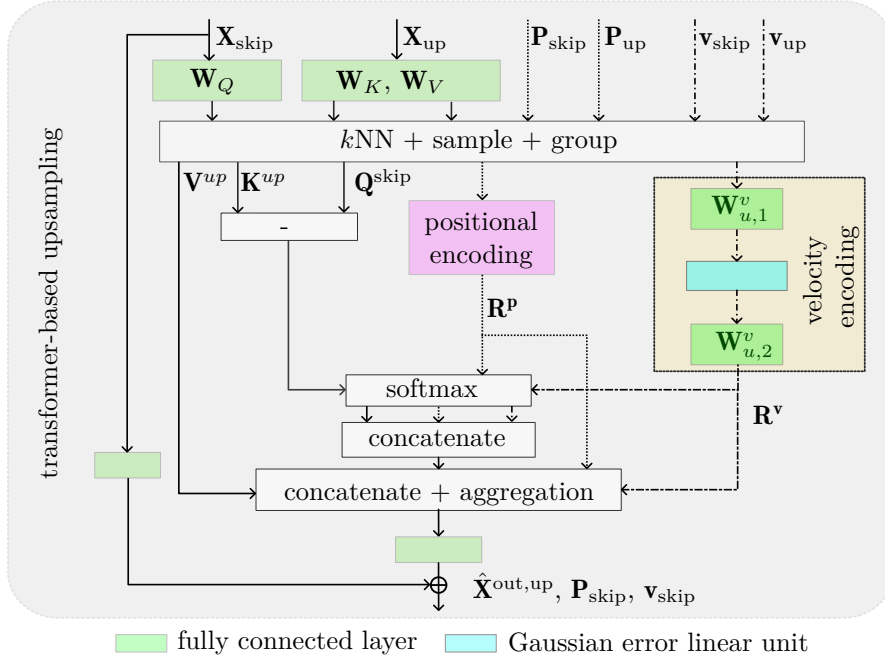 X_skip X_up P_skip P_up v_skip v_up
W_Q W_K, W_V
kNN + sample + group
V^up K^up Q^skip
-
positional
encoding
W^v_{u,1}
W^v_{u,2}
velocity
encoding
R^p
softmax
R^v
concatenate
concatenate + aggregation
X̂^{out,up}, P_skip, v_skip
transformer-based upsampling
fully connected layer
Gaussian error linear unit